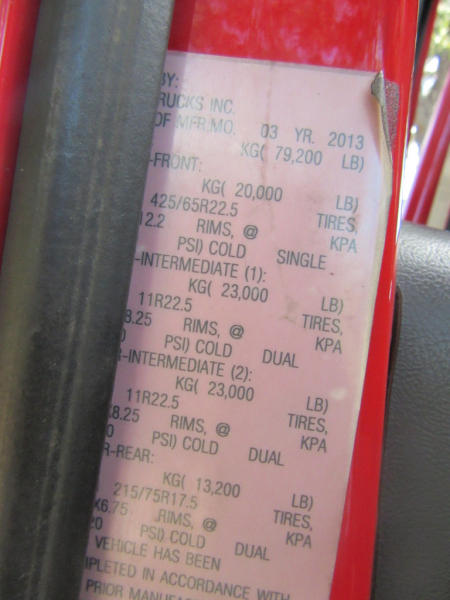 BY:
RUCKS INC.
OF MFR.MO. 03 YR. 2013
KG( 79,200 LB)
-FRONT:
KG( 20,000 LB)
425/65R22.5 TIRES,
12.2 RIMS, @ KPA
PSI) COLD SINGLE
-INTERMEDIATE (1):
KG( 23,000 LB)
11R22.5 TIRES,
8.25 RIMS, @ KPA
0 PSI) COLD DUAL
R-INTERMEDIATE (2):
KG( 23,000 LB)
11R22.5 TIRES,
8.25 RIMS, @ KPA
0 PSI) COLD DUAL
R-REAR:
KG( 13,200 LB)
215/75R17.5 TIRES,
X6.75 RIMS, @ KPA
20 PSI) COLD DUAL
VEHICLE HAS BEEN
MPLETED IN ACCORDANCE WITH
PRIOR MANUFA